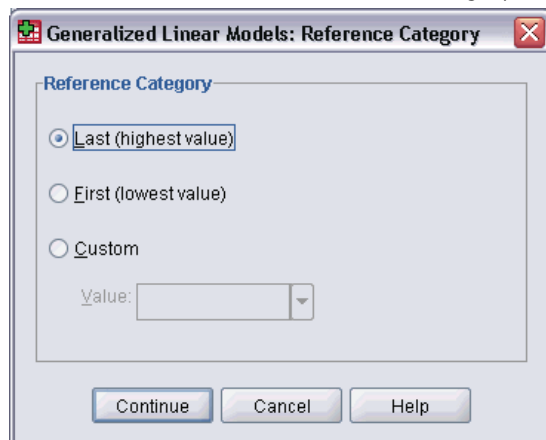 Generalized Linear Models: Reference Category
Reference Category
Last (highest value)
First (lowest value)
Custom
Value:
Continue Cancel Help